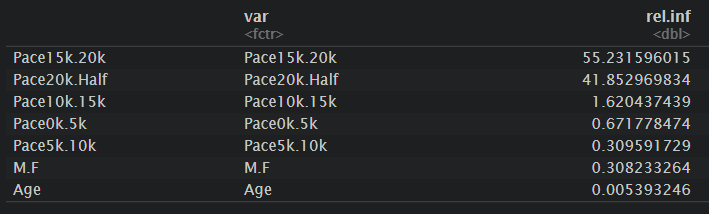 var rel.inf
<fctr> <dbl>
Pace15k.20k Pace15k.20k 55.231596015
Pace20k.Half Pace20k.Half 41.852969834
Pace10k.15k Pace10k.15k 1.620437439
Pace0k.5k Pace0k.5k 0.671778474
Pace5k.10k Pace5k.10k 0.309591729
M.F M.F 0.308233264
Age Age 0.005393246